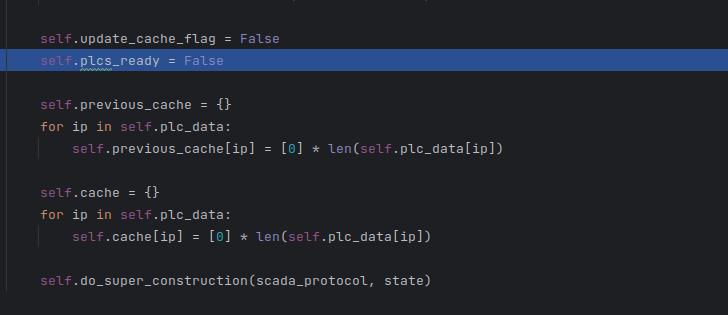 self.update_cache_flag = False
self.plcs_ready = False
self.previous_cache = {}
for ip in self.plc_data:
self.previous_cache[ip] = [0] * len(self.plc_data[ip])
self.cache = {}
for ip in self.plc_data:
self.cache[ip] = [0] * len(self.plc_data[ip])
self.do_super_construction(scada_protocol, state)